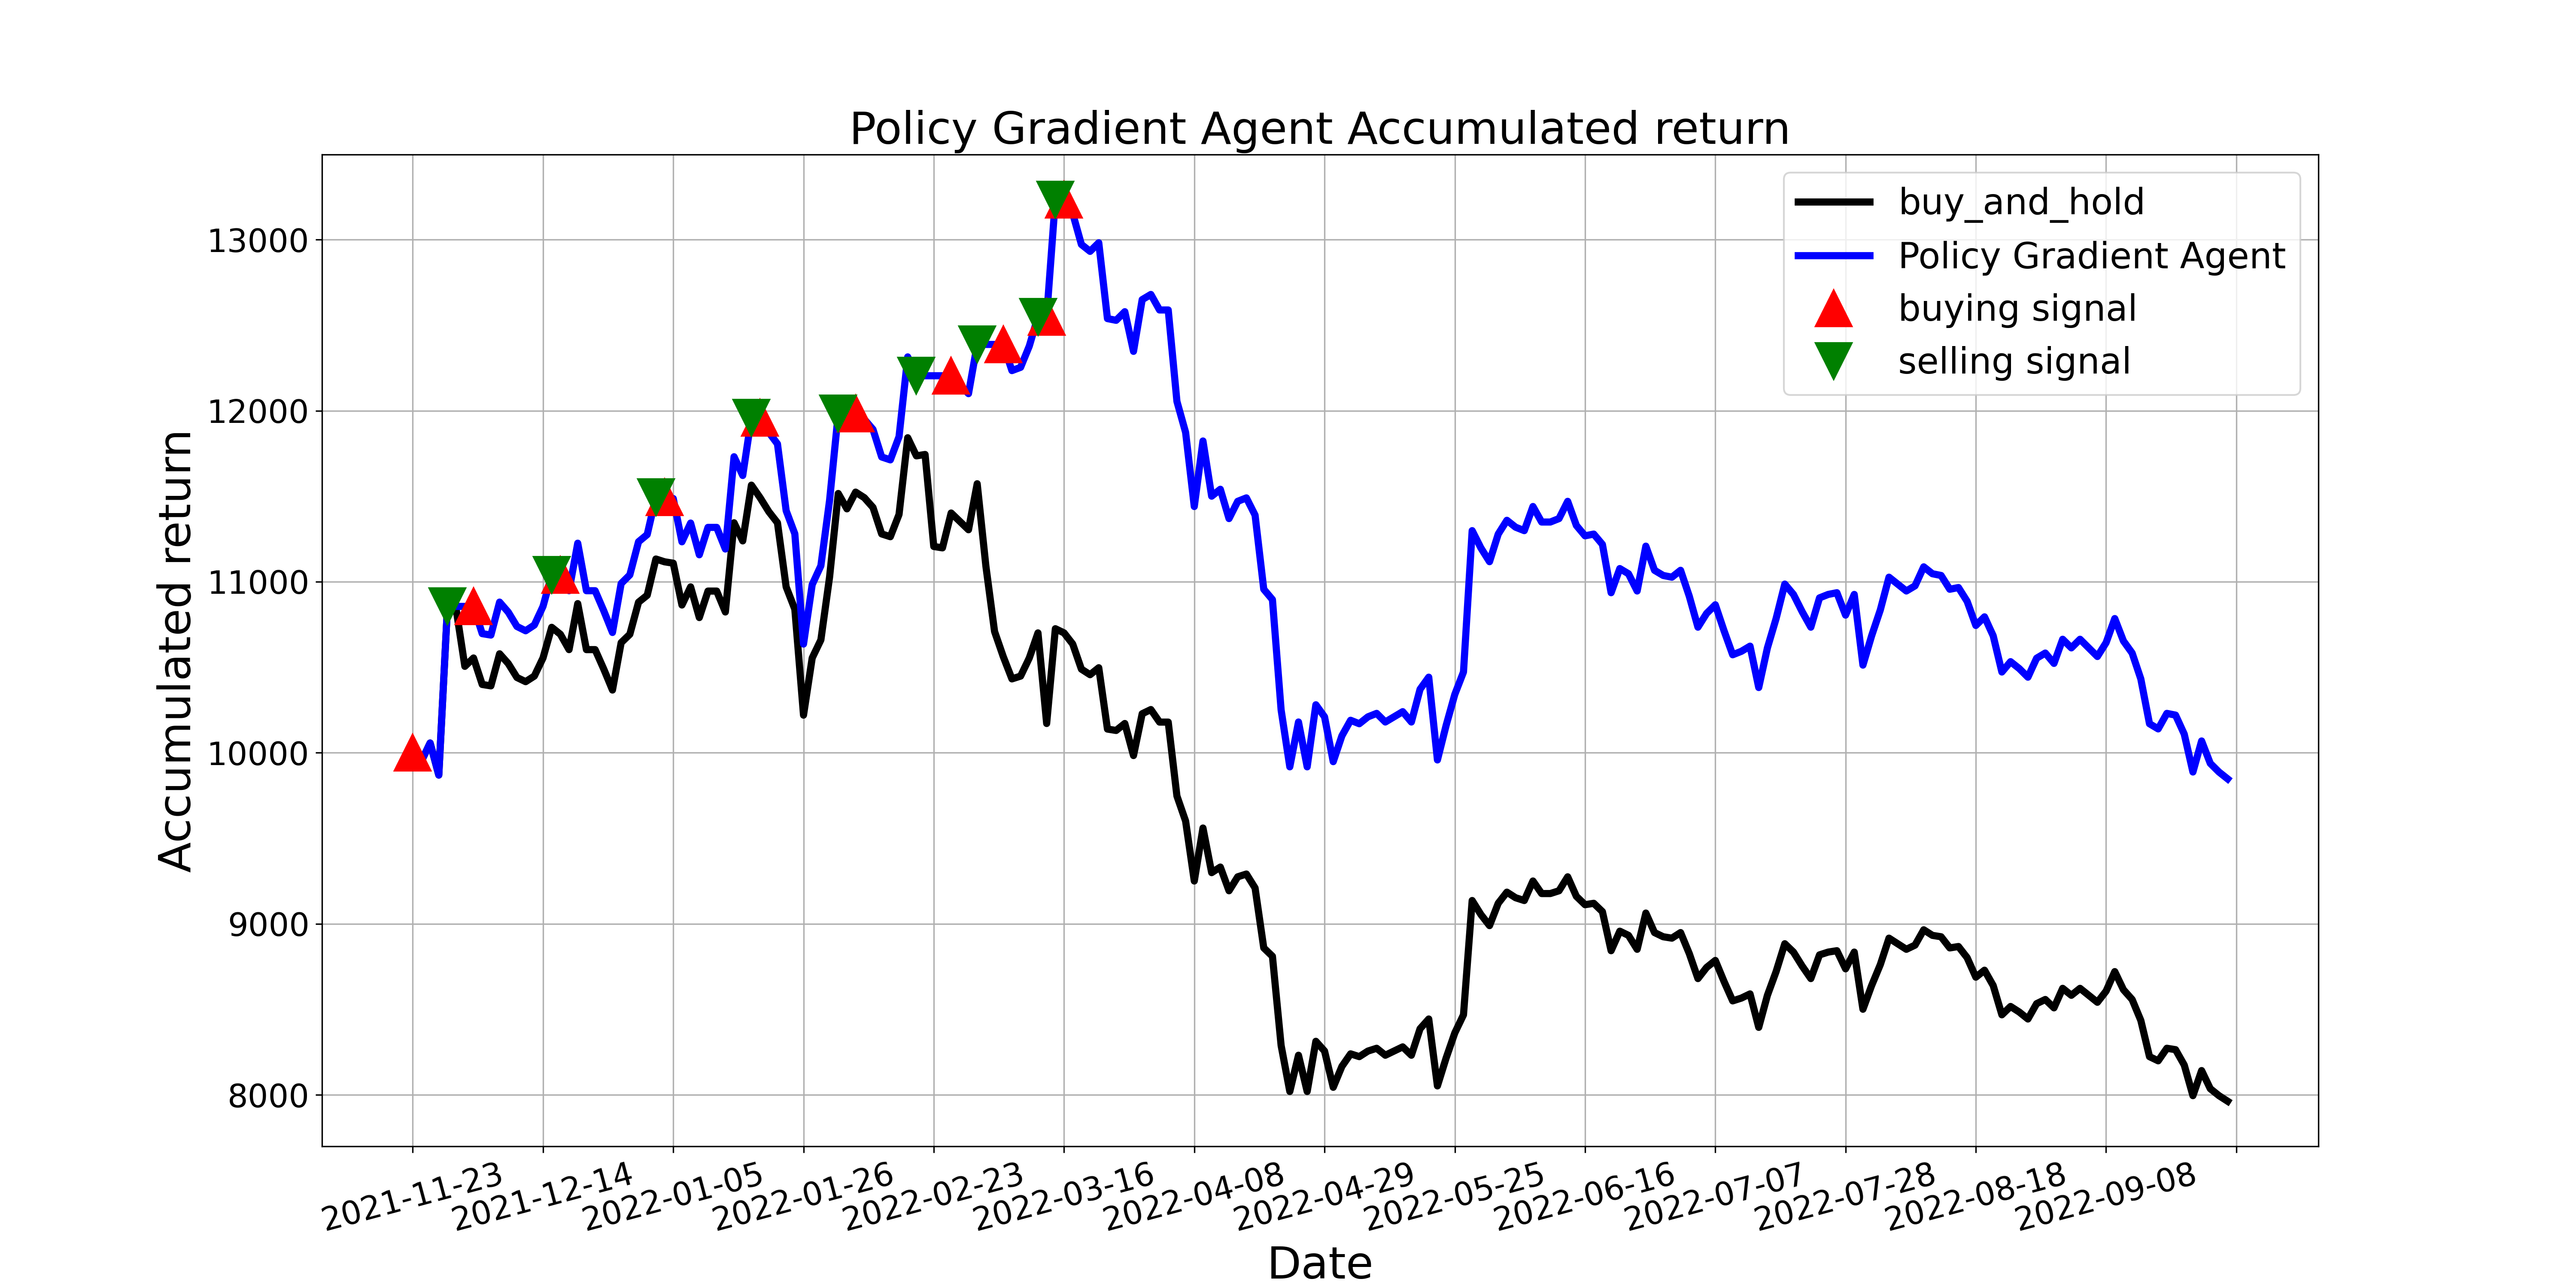 Policy Gradient Agent Accumulated return
buy_and_hold
Policy Gradient Agent
buying signal
selling signal
Accumulated return
13000
12000
11000
10000
9000
8000
2021-11-23
2021-12-14
2022-01-05
2022-01-26
2022-02-23
2022-03-16
2022-04-08
2022-04-29
2022-05-25
2022-06-16
2022-07-07
2022-07-28
2022-08-18
2022-09-08
Date